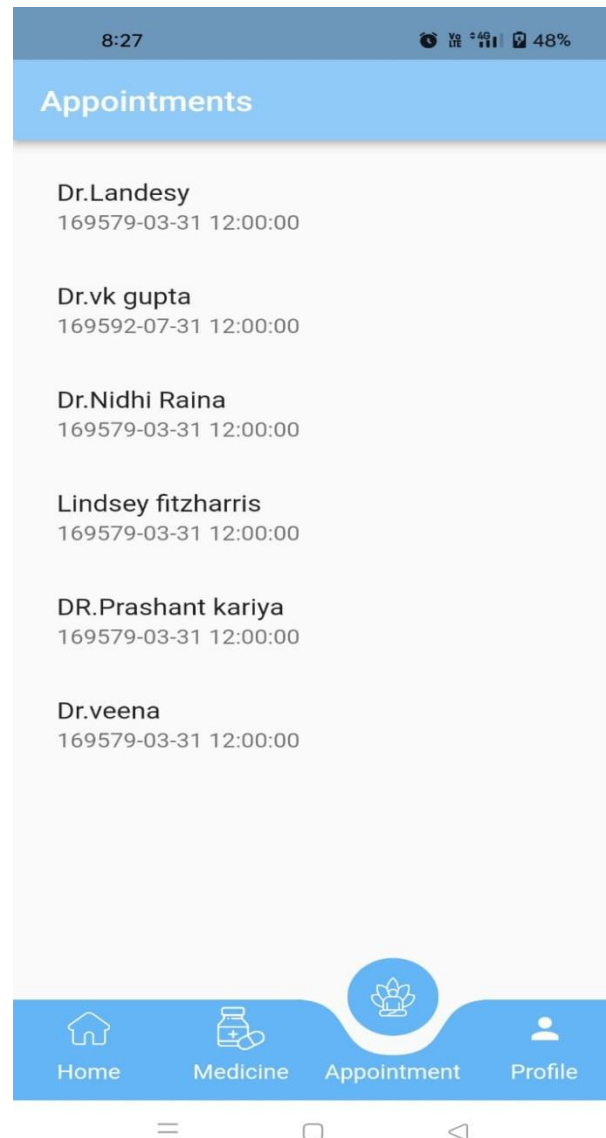 8:27
Vo LTE 4G 48%
Appointments
Dr.Landesy
169579-03-31 12:00:00
Dr.vk gupta
169592-07-31 12:00:00
Dr.Nidhi Raina
169579-03-31 12:00:00
Lindsey fitzharris
169579-03-31 12:00:00
DR.Prashant kariya
169579-03-31 12:00:00
Dr.veena
169579-03-31 12:00:00
Home Medicine Appointment Profile